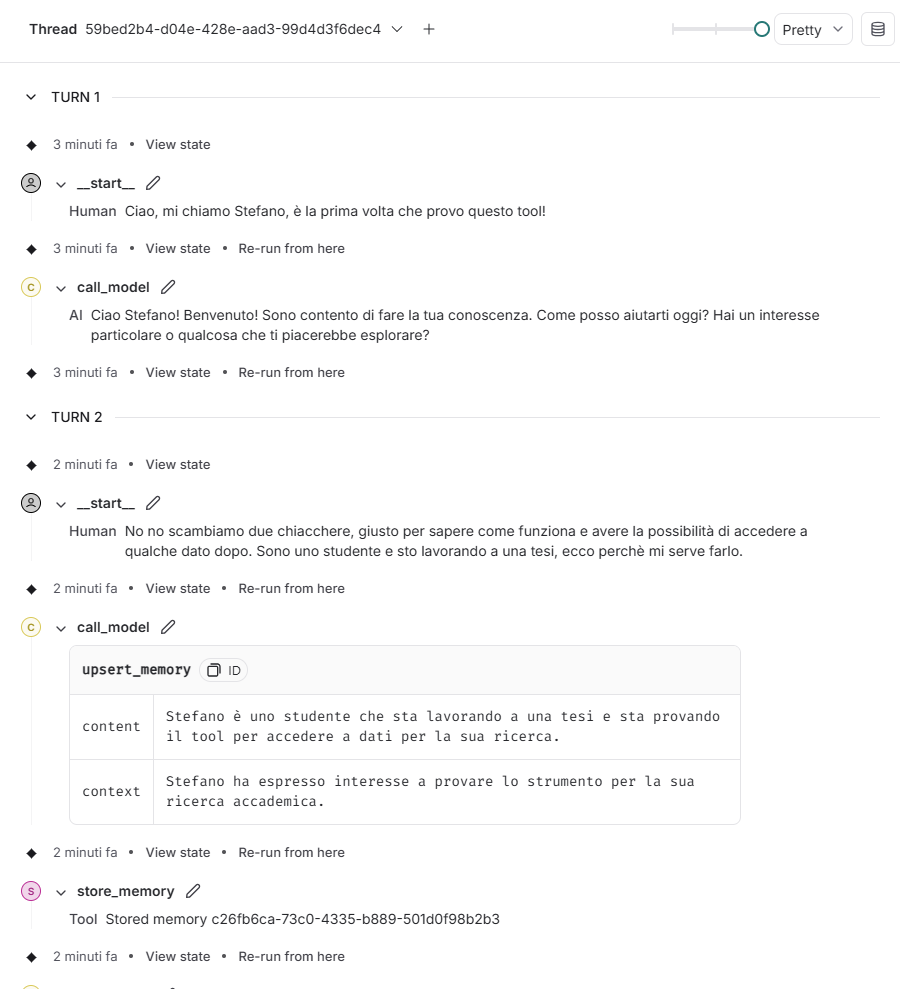 Thread 59bed2b4-d04e-428e-aad3-99d4d3f6dec4
Pretty
TURN 1
3 minuti fa • View state
__start__
Human Ciao, mi chiamo Stefano, è la prima volta che provo questo tool!
3 minuti fa • View state • Re-run from here
C call_model
AI Ciao Stefano! Benvenuto! Sono contento di fare la tua conoscenza. Come posso aiutarti oggi? Hai un interesse
particolare o qualcosa che ti piacerebbe esplorare?
3 minuti fa • View state • Re-run from here
TURN 2
2 minuti fa • View state
__start__
Human No no scambiamo due chiacchere, giusto per sapere come funziona e avere la possibilità di accedere a
qualche dato dopo. Sono uno studente e sto lavorando a una tesi, ecco perchè mi serve farlo.
2 minuti fa • View state • Re-run from here
C call_model
upsert_memory ID
content Stefano è uno studente che sta lavorando a una tesi e sta provando
il tool per accedere a dati per la sua ricerca.
context Stefano ha espresso interesse a provare lo strumento per la sua
ricerca accademica.
2 minuti fa • View state • Re-run from here
S store_memory
Tool Stored memory c26fb6ca-73c0-4335-b889-501d0f98b2b3
2 minuti fa • View state • Re-run from here